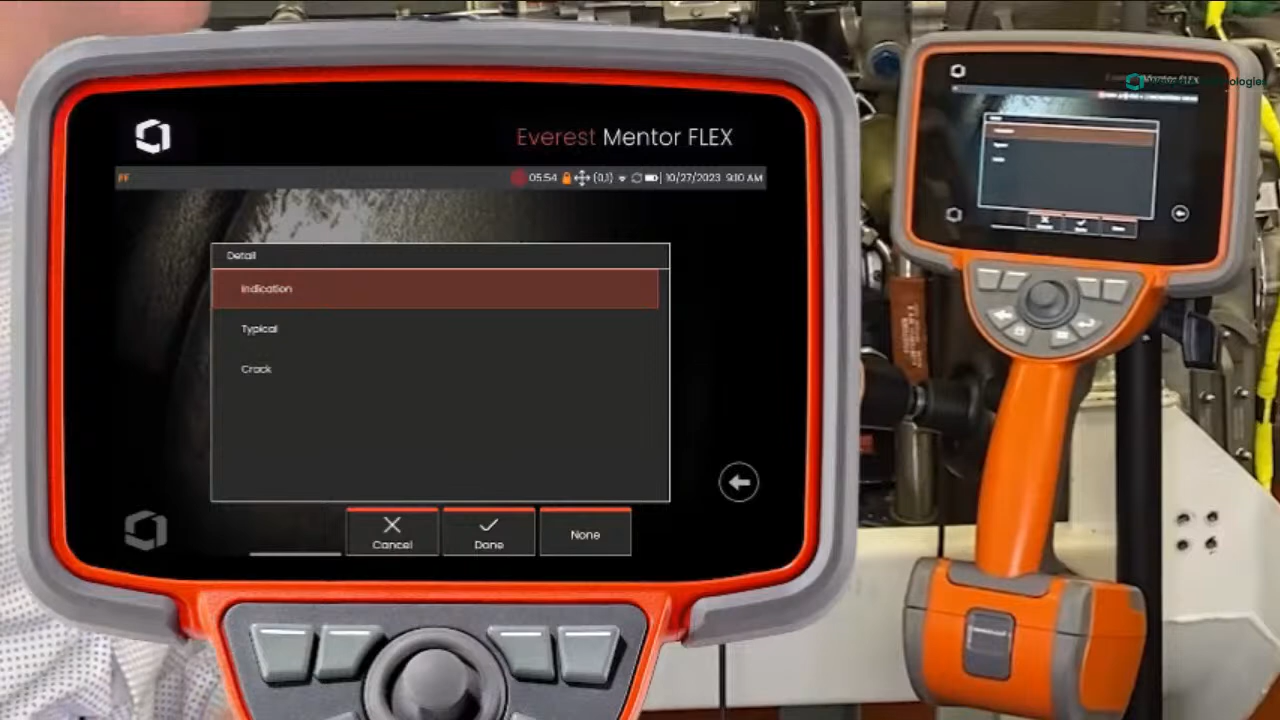 Everest Mentor FLEX
FF
05:54 (0,1) 10/27/2023 9:10 AM
Detail
Indication
Typical
Crack
Cancel
Done
None
Mentor FLEX